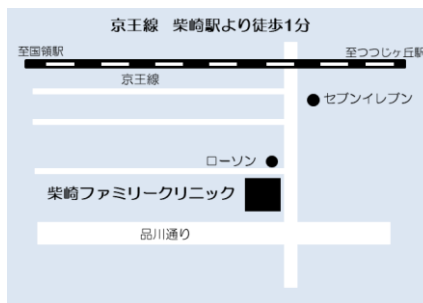 京王線 柴崎駅より徒歩1分
至国領駅
至つつじヶ丘駅
京王線
セブンイレブン
ローソン
柴崎ファミリークリニック
品川通り